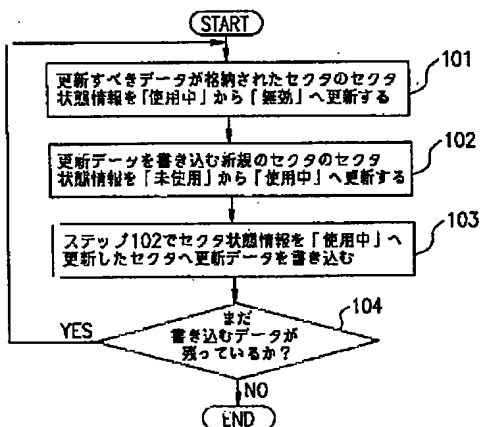 START
更新すべきデータが格納されたセクタのセクタ
状態情報を「使用中」から「無効」へ更新する
101
更新データを書き込む新規のセクタのセクタ
状態情報を「未使用」から「使用中」へ更新する
102
ステップ102でセクタ状態情報を「使用中」へ
更新したセクタへ更新データを書き込む
103
まだ
書き込むデータが
残っているか？
104
YES
NO
END